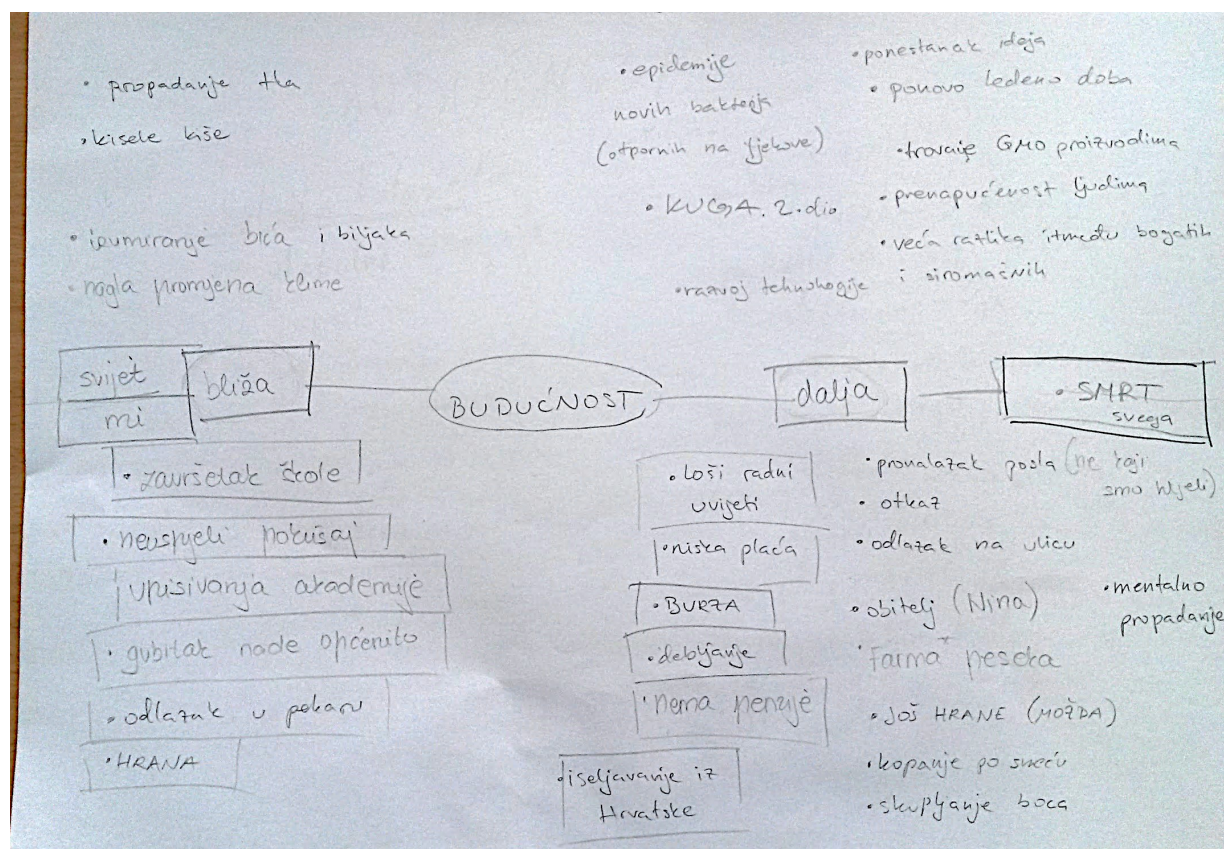 • propadanje tla
• kisele kiše
• izumiranje bića i biljaka
• nagla promjena klime
• epidemije
novih bakterija
(otpornih na lijekove)
• KUGA. 2. dio
• razvoj tehnologije
• ponestanak ideja
• ponovo ledeno doba
• trovanje GMO proizvodima
• prenapučenost ljudima
• veća razlika između bogatih
i siromašnih
svijet
mi
bliža
BUDUĆNOST
dalja
• SMRT
svega
• završetak škole
• neuspjeli pokušaj
upisivanja akademije
• gubitak nade općenito
• odlazak u pekaru
• HRANA
• loši radni
uvijeti
• niska plaća
• BURZA
• debljanje
• nema penzije
• iseljavanje iz
Hrvatske
• pronalazak posla (ne koji
smo htjeli)
• otkaz
• odlazak na ulicu
• obitelj (Nina)
• farma peseka
• JOŠ HRANE (MOŽDA)
• kopanje po smeću
• skupljanje boca
• mentalno
propadanje